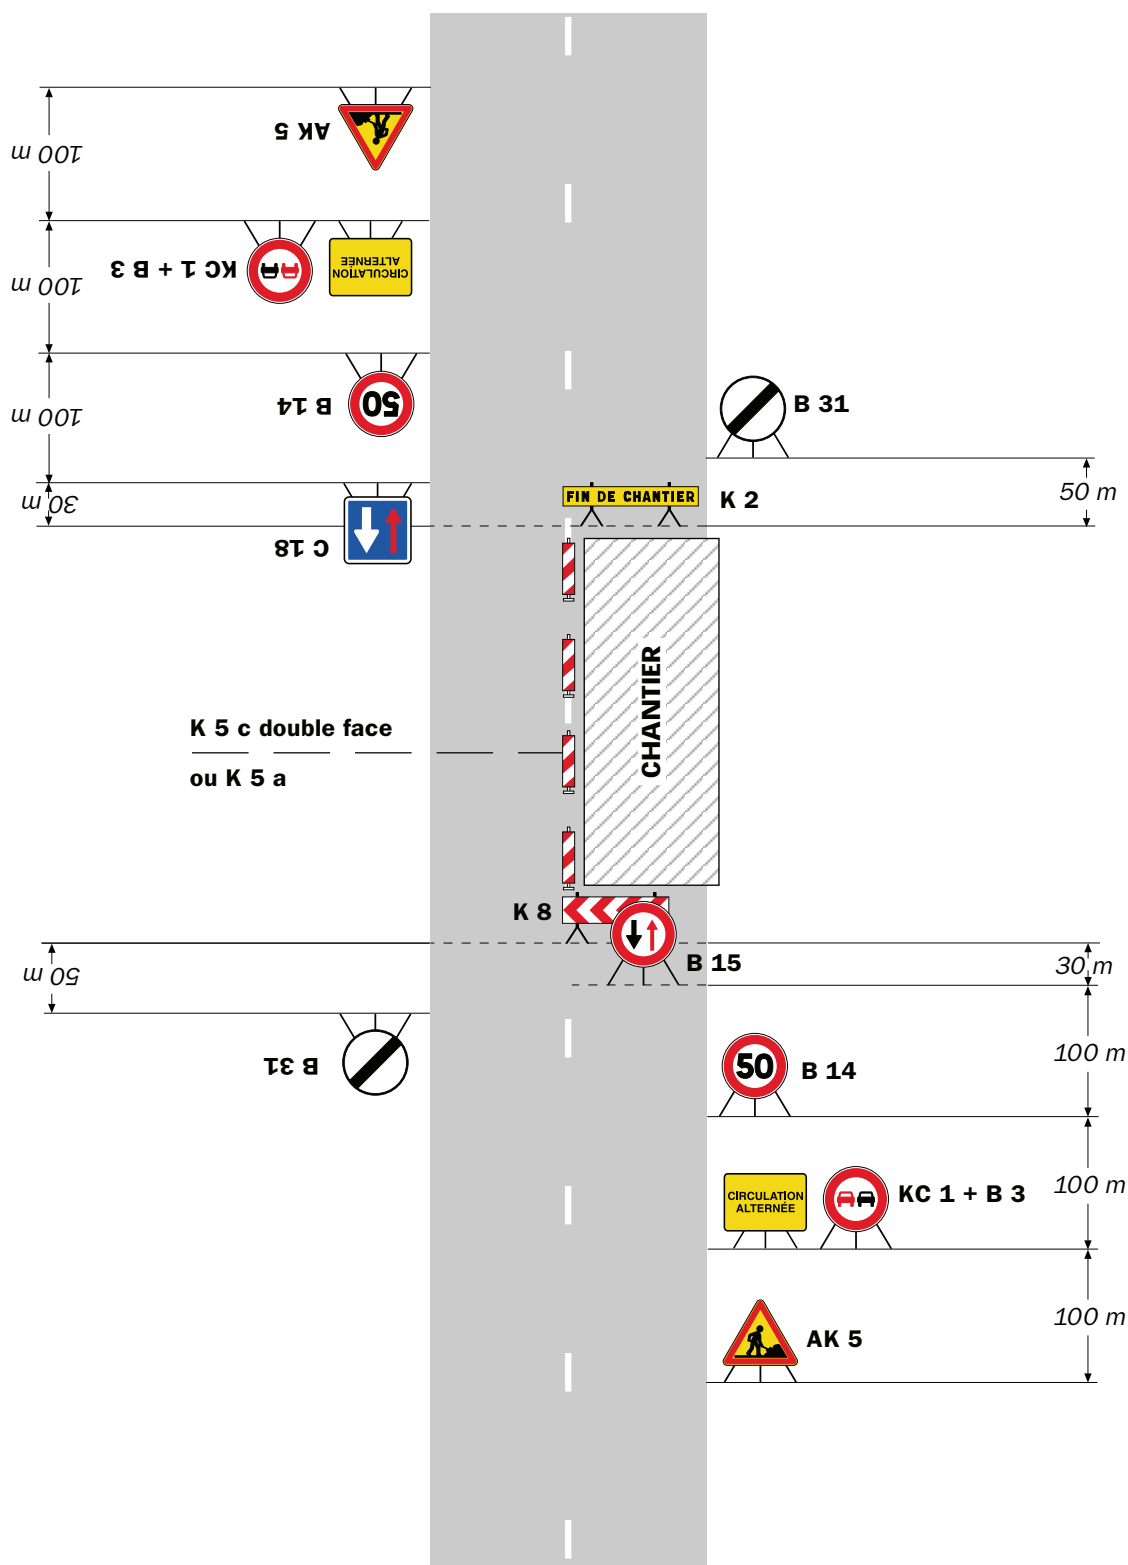 AK 5
100 m
KC 1 + B 3
CIRCULATION
ALTERNÉE
100 m
B 14
50
100 m
B 31
30 m
C 18
FIN DE CHANTIER
K 2
50 m
CHANTIER
K 5 c double face
ou K 5 a
K 8
B 15
50 m
30 m
B 31
50
B 14
100 m
CIRCULATION
ALTERNÉE
KC 1 + B 3
100 m
AK 5
100 m